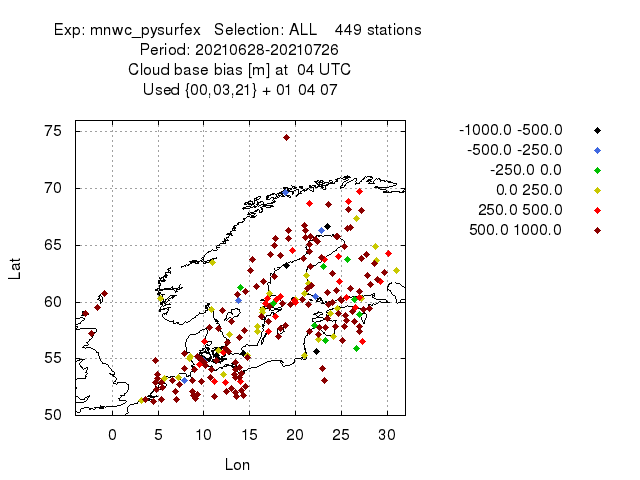 Exp: mnwc_pysurfex   Selection: ALL    449 stations
Period: 20210628-20210726
Cloud base bias [m] at  04 UTC
Used {00,03,21} + 01 04 07
-1000.0 -500.0
-500.0 -250.0
-250.0 0.0
0.0 250.0
250.0 500.0
500.0 1000.0
75
70
65
60
55
50
Lat
0 5 10 15 20 25 30
Lon